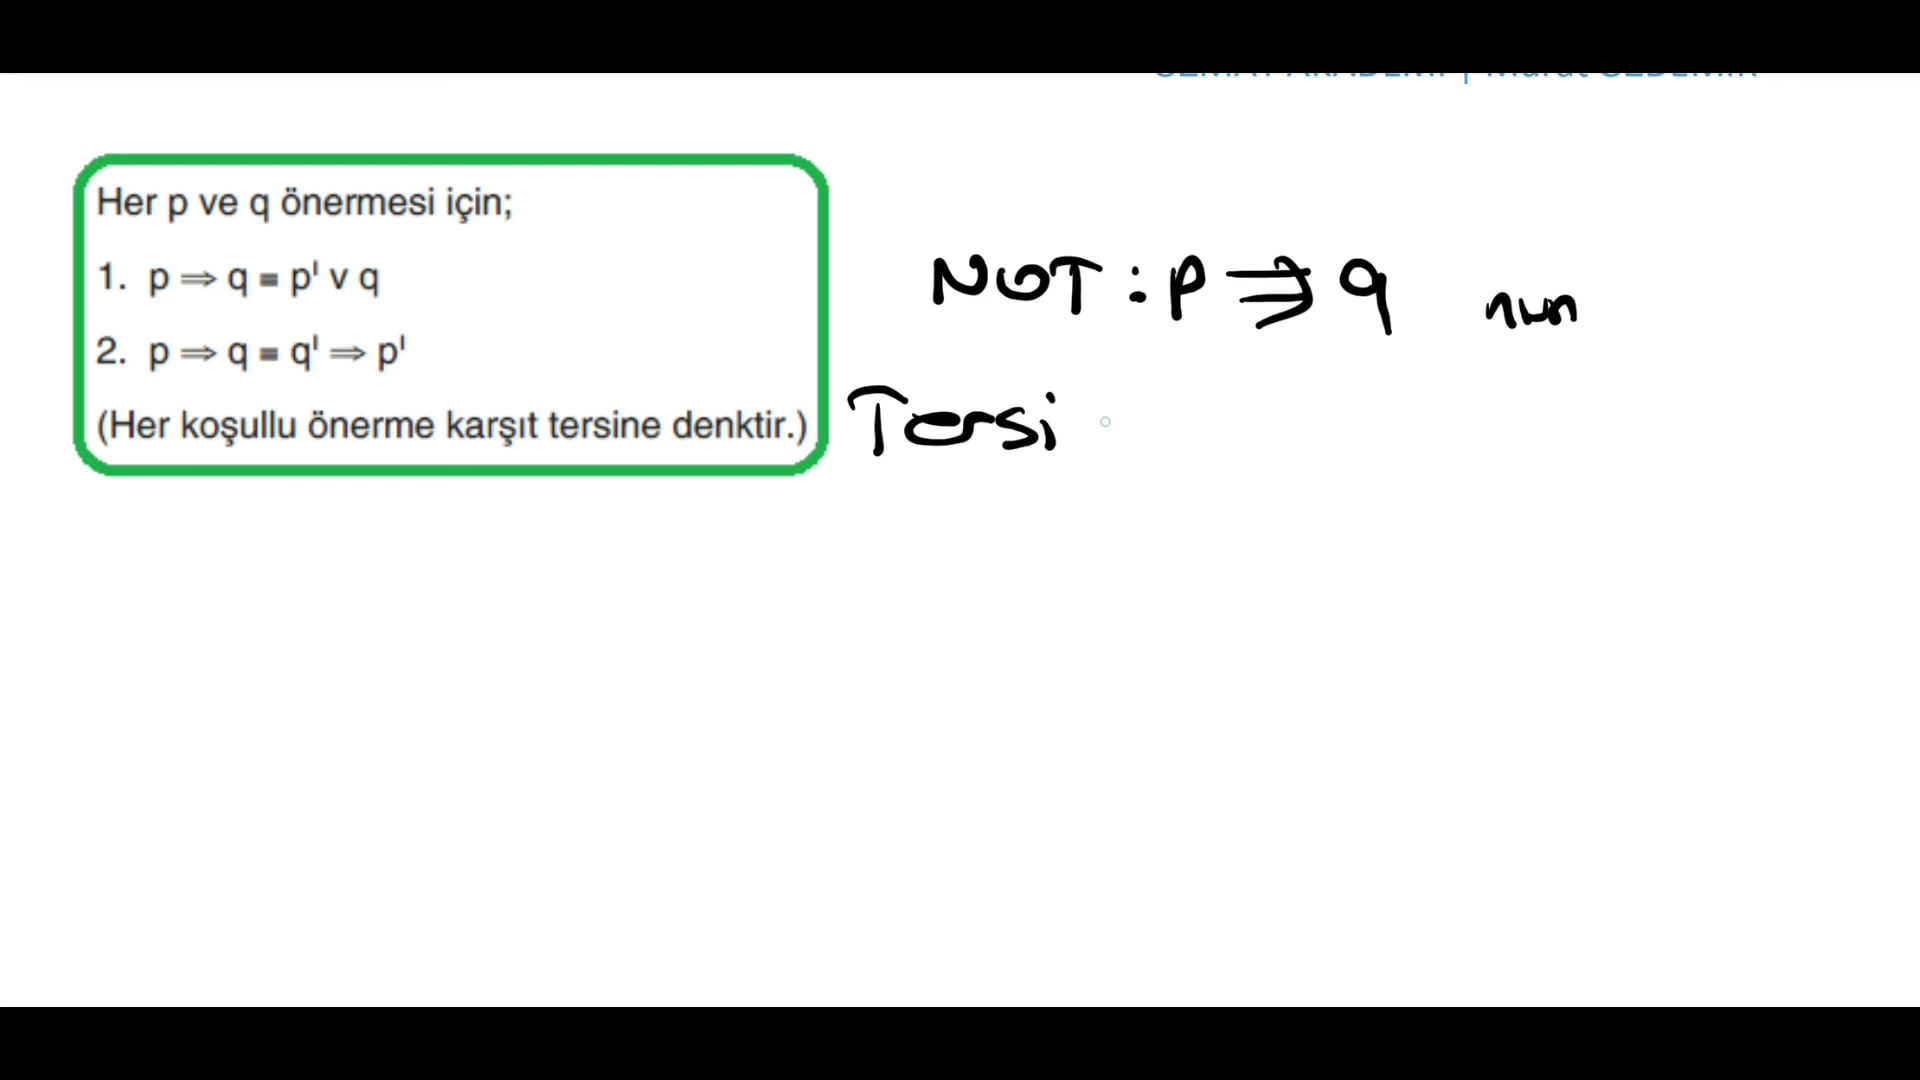 Her p ve q önermesi için;
1. p ⇒ q ≡ p' v q
2. p ⇒ q ≡ q' ⇒ p'
(Her koşullu önerme karşıt tersine denktir.)
NOT : p ⇒ q nun
Tersi